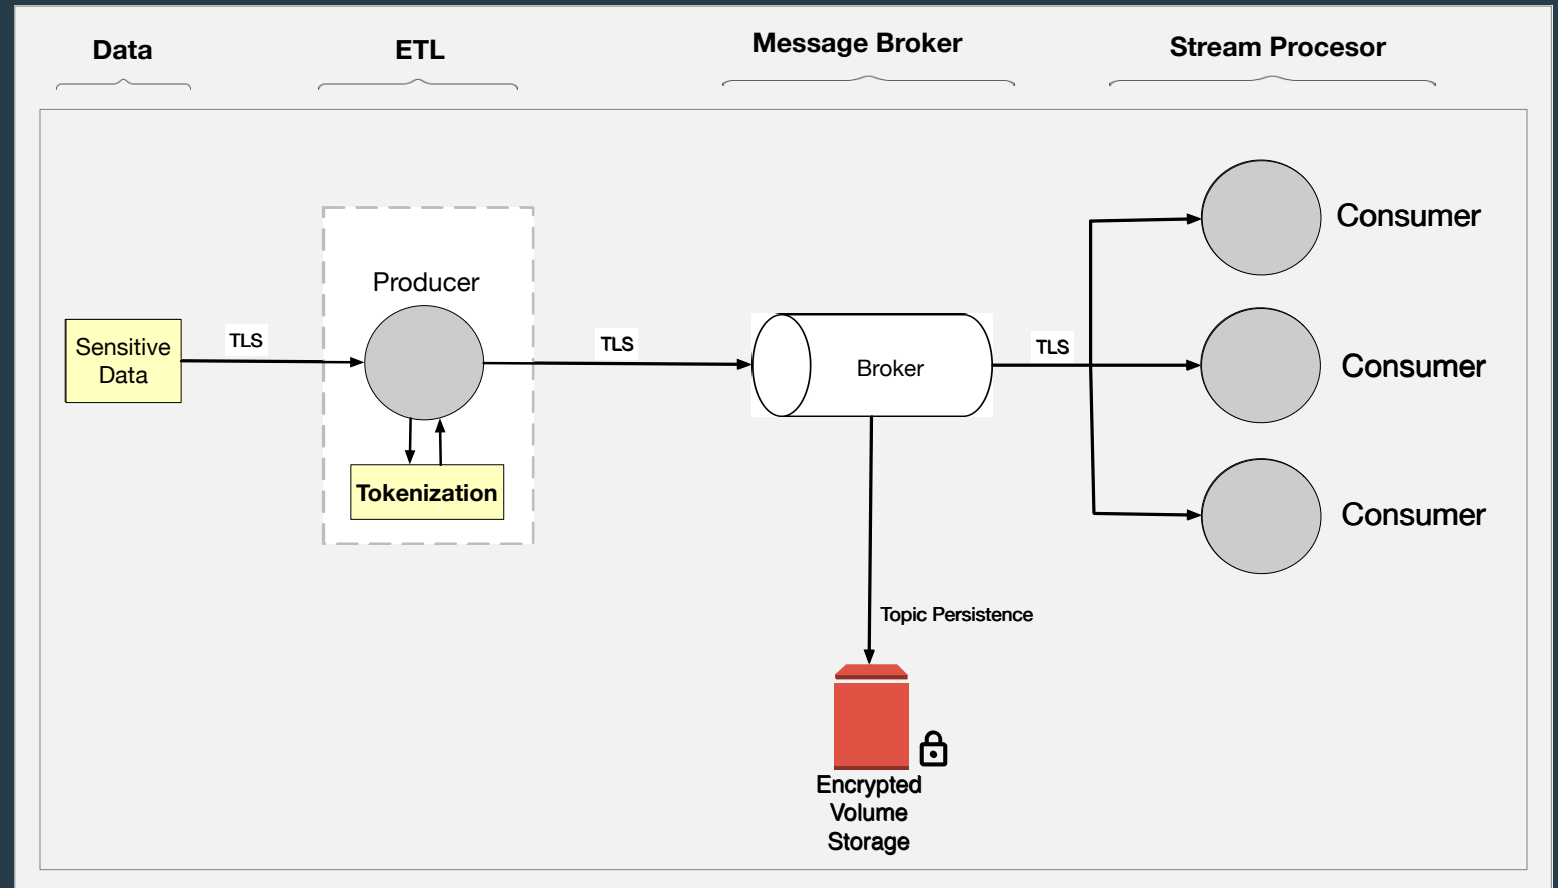 Data
ETL
Message Broker
Stream Procesor
Producer
Sensitive
Data
TLS
TLS
Broker
TLS
Consumer
Consumer
Consumer
Tokenization
Topic Persistence
Encrypted
Volume
Storage